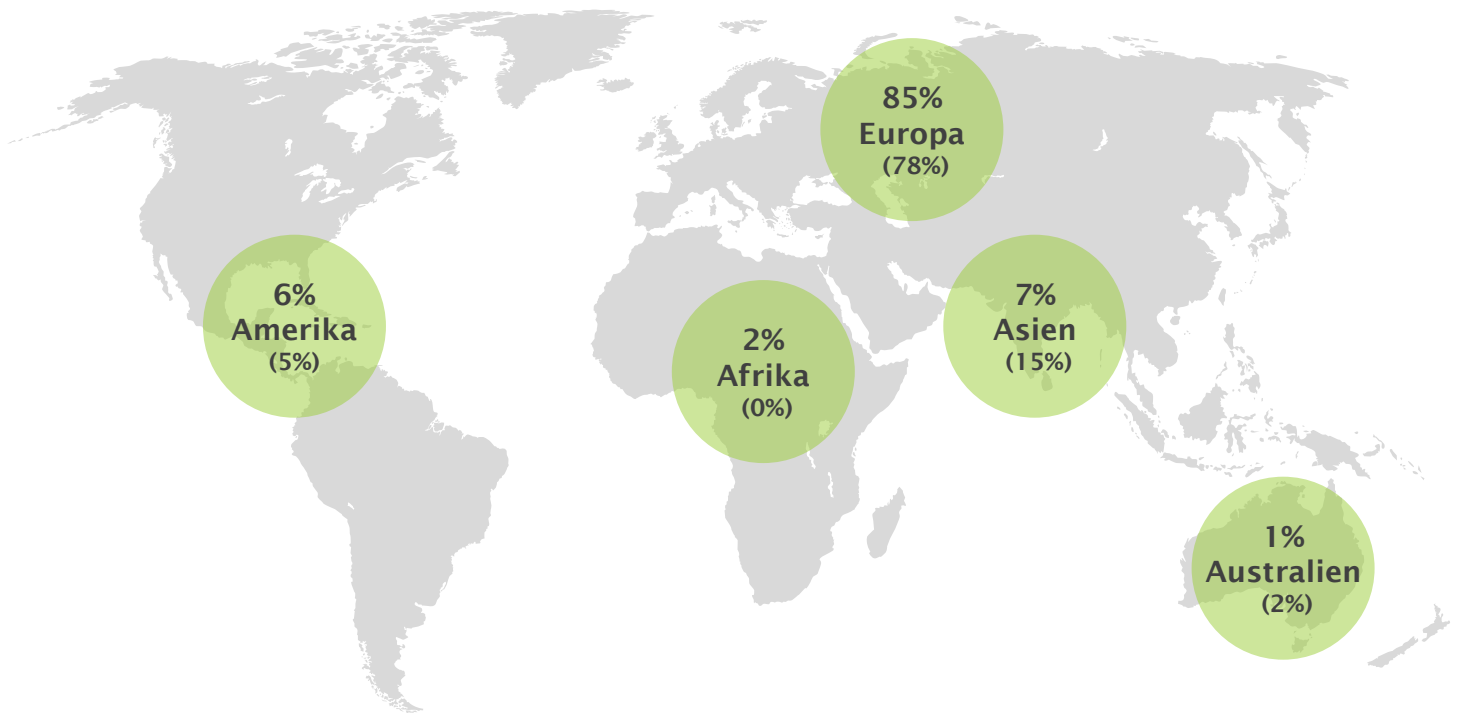 85%
Europa
(78%)
6%
Amerika
(5%)
7%
Asien
(15%)
2%
Afrika
(0%)
1%
Australien
(2%)